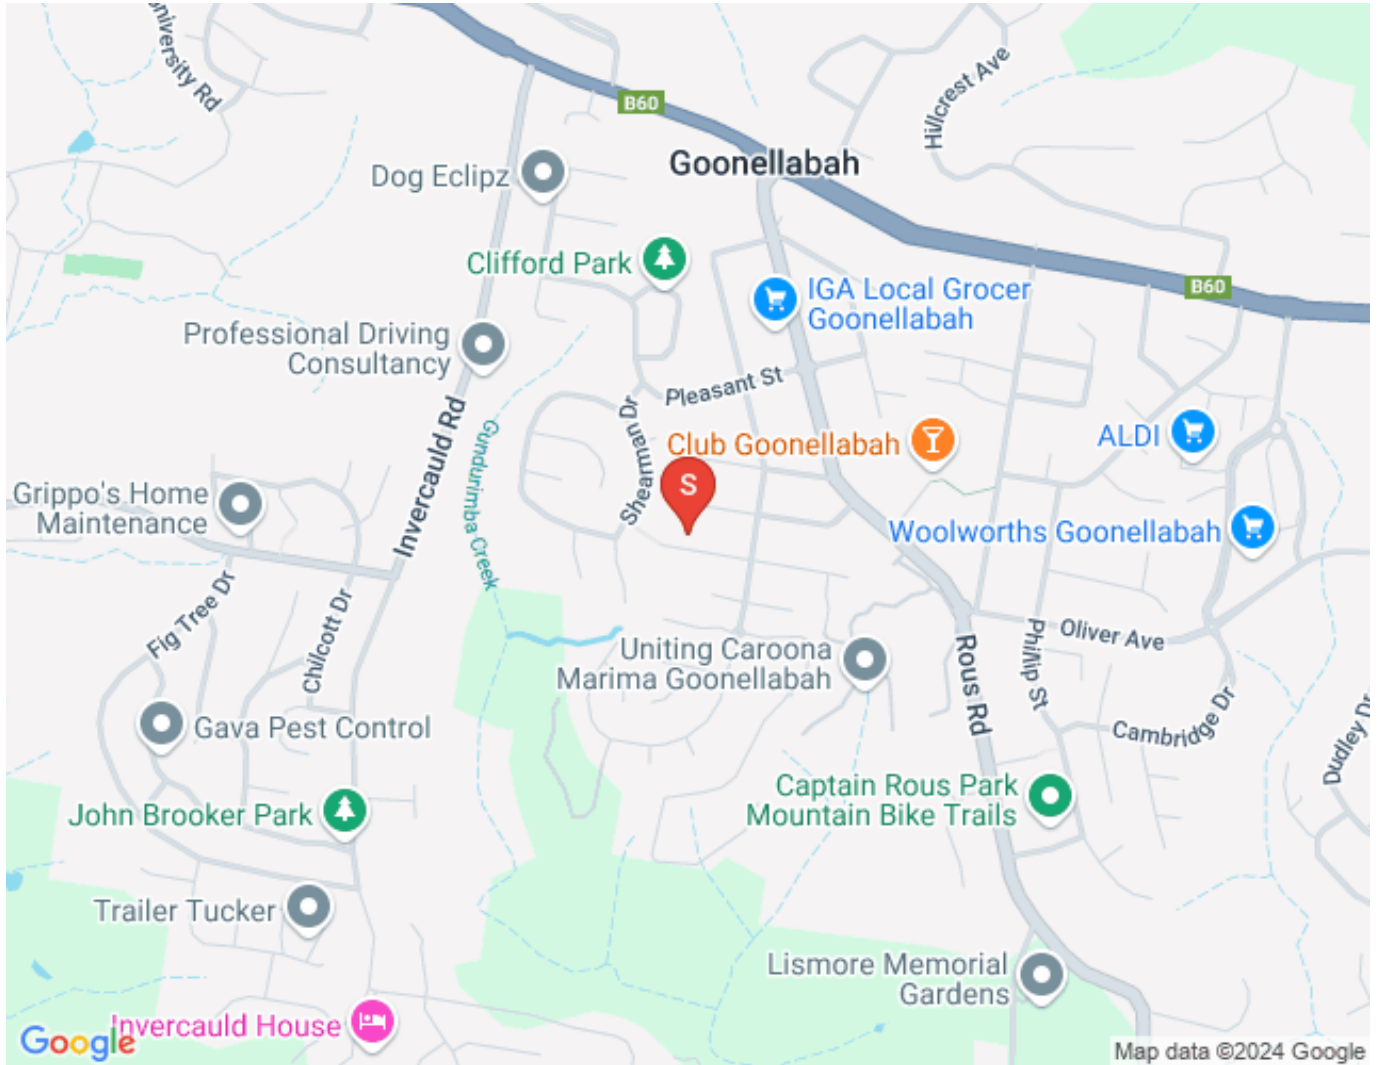 niversity Rd
Hillcrest Ave
B60
Goonellabah
Dog Eclipz
Clifford Park
B60
IGA Local Grocer
Goonellabah
Professional Driving
Consultancy
Pleasant St
Invercauld Rd
Shearman Dr
Gundurimba Creek
Club Goonellabah
ALDI
S
Grippo's Home
Maintenance
Woolworths Goonellabah
Fig Tree Dr
Chilcott Dr
Uniting Caroona
Marima Goonellabah
Oliver Ave
Phillip St
Rous Rd
Cambridge Dr
Dudley Dr
Gava Pest Control
Captain Rous Park
Mountain Bike Trails
John Brooker Park
Trailer Tucker
Lismore Memorial
Gardens
Invercauld House
Google
Map data ©2024 Google